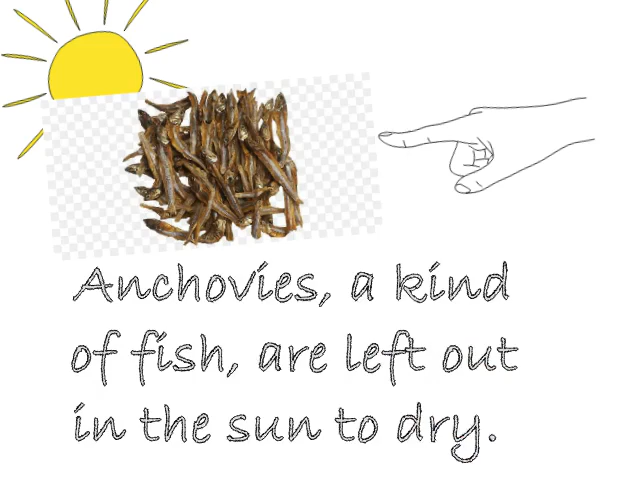 Anchovies, a kind
of fish, are left out
in the sun to dry.